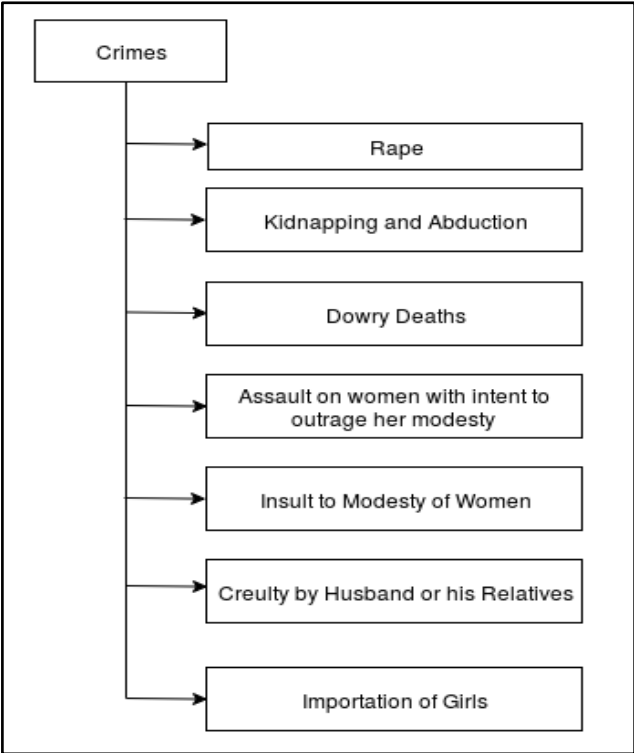 Crimes
Rape
Kidnapping and Abduction
Dowry Deaths
Assault on women with intent to
outrage her modesty
Insult to Modesty of Women
Creulty by Husband or his Relatives
Importation of Girls